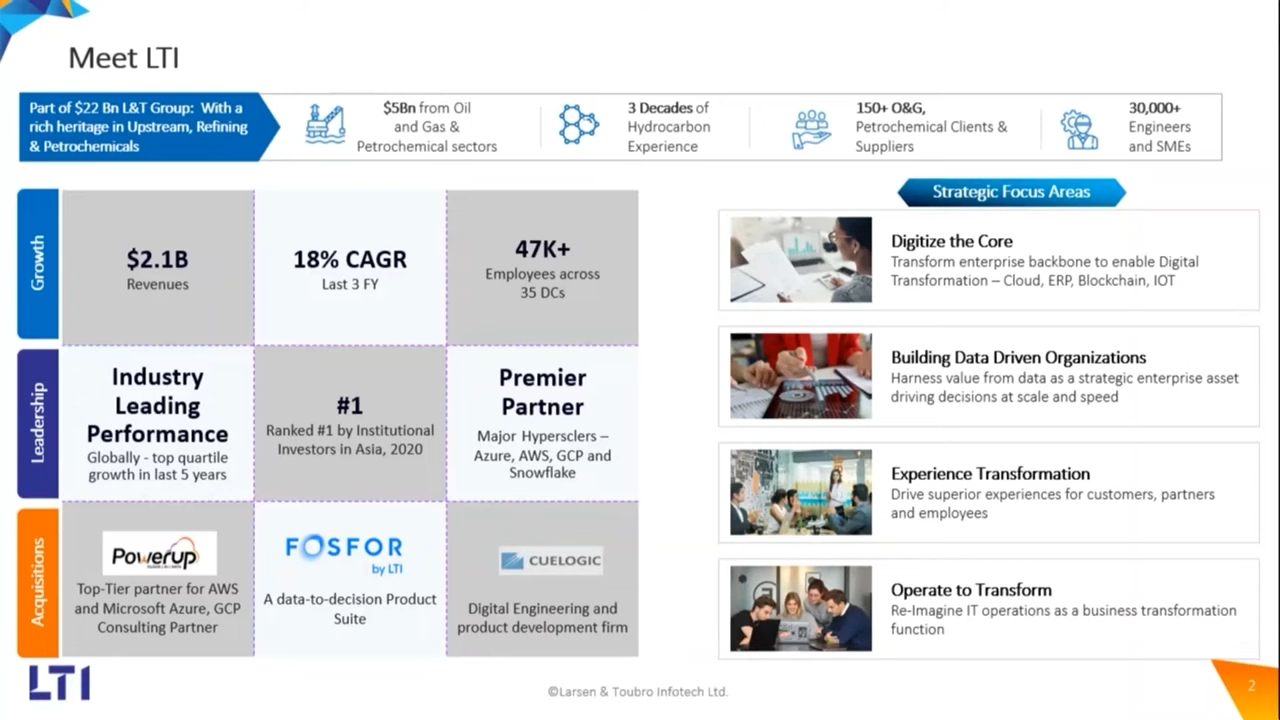 Meet LTI
Part of $22 Bn L&T Group: With a
rich heritage in Upstream, Refining
& Petrochemicals
$5Bn from Oil
and Gas &
Petrochemical sectors
3 Decades of
Hydrocarbon
Experience
150+ O&G,
Petrochemical Clients &
Suppliers
30,000+
Engineers
and SMEs
Growth
$2.1B
Revenues
18% CAGR
Last 3 FY
47K+
Employees across
35 DCs
Leadership
Industry
Leading
Performance
Globally - top quartile
growth in last 5 years
#1
Ranked #1 by Institutional
Investors in Asia, 2020
Premier
Partner
Major Hypersclers –
Azure, AWS, GCP and
Snowflake
Acquisitions
Powerup
Top-Tier partner for AWS
and Microsoft Azure, GCP
Consulting Partner
FOSFOR
by LTI
A data-to-decision Product
Suite
CUELOGIC
Digital Engineering and
product development firm
Strategic Focus Areas
Digitize the Core
Transform enterprise backbone to enable Digital
Transformation – Cloud, ERP, Blockchain, IOT
Building Data Driven Organizations
Harness value from data as a strategic enterprise asset
driving decisions at scale and speed
Experience Transformation
Drive superior experiences for customers, partners
and employees
Operate to Transform
Re-Imagine IT operations as a business transformation
function
LTI
©Larsen & Toubro Infotech Ltd.
2